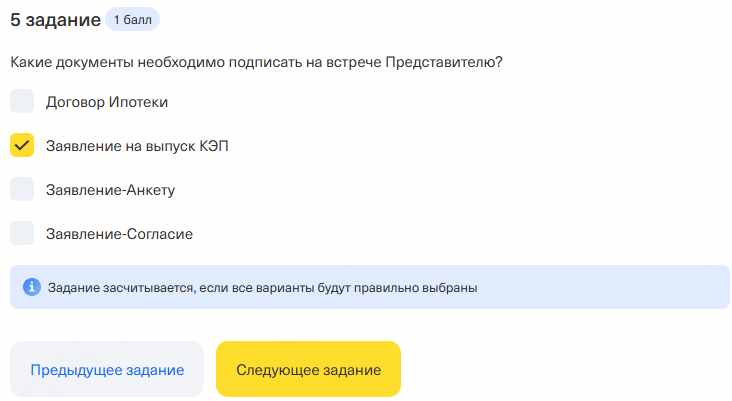 5 задание 1 балл
Какие документы необходимо подписать на встрече Представителю?
Договор Ипотеки
Заявление на выпуск КЭП
Заявление-Анкету
Заявление-Согласие
Задание засчитывается, если все варианты будут правильно выбраны
Предыдущее задание Следующее задание